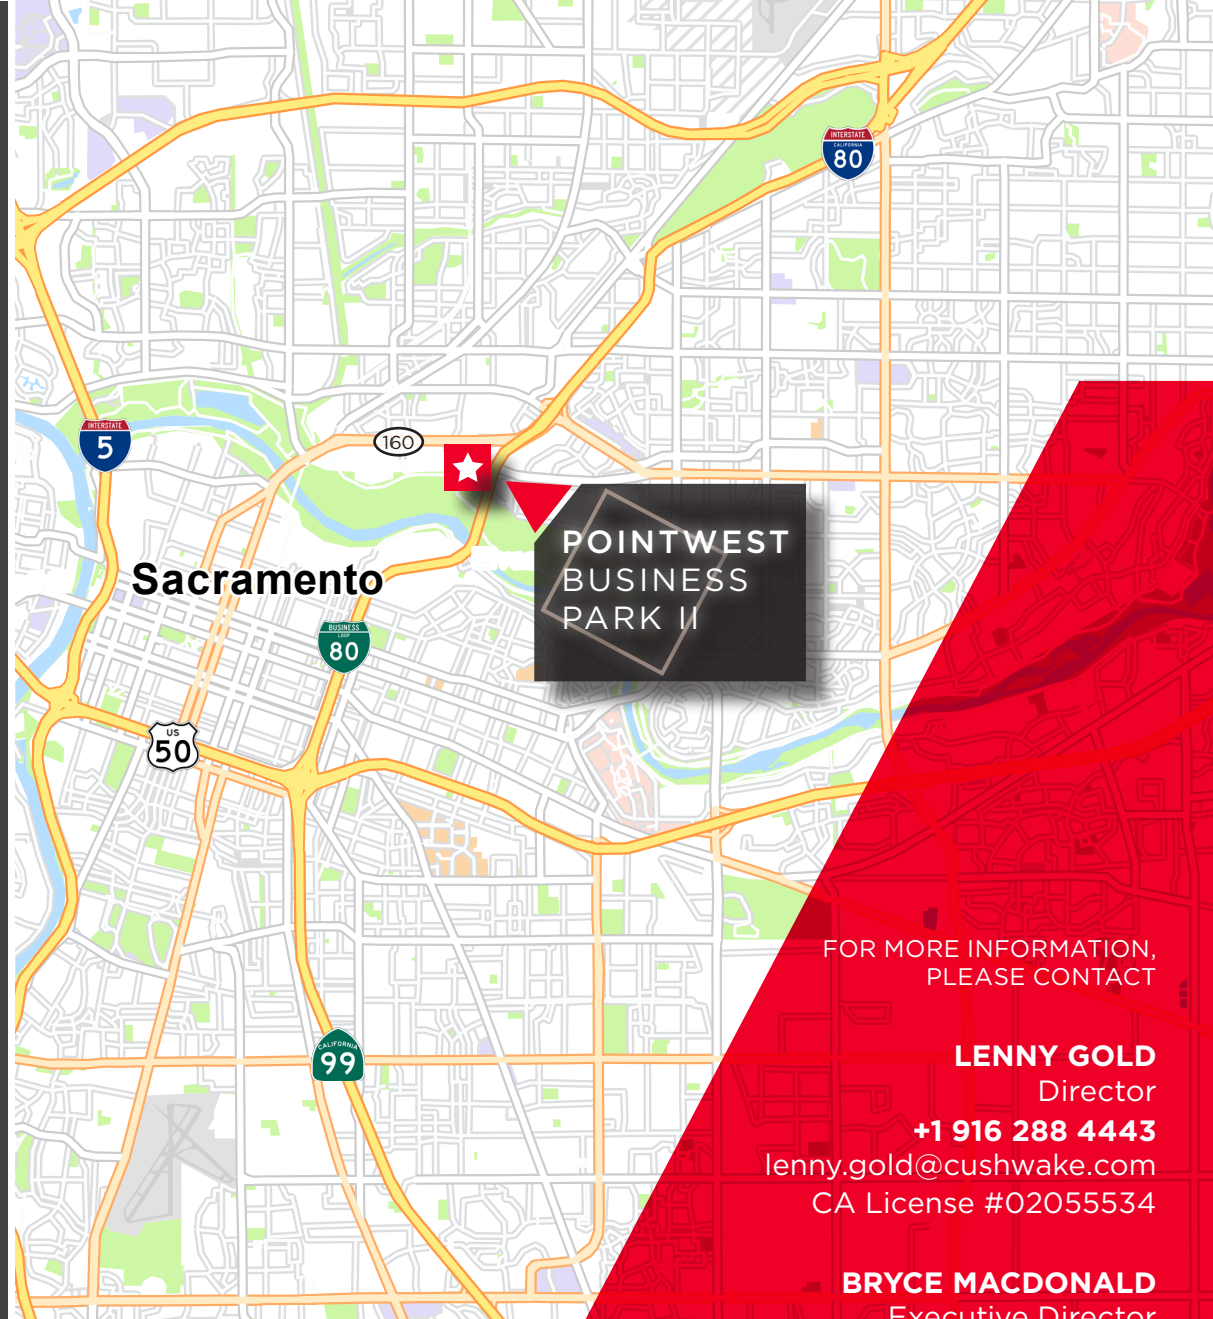 INTERSTATE
CALIFORNIA
80
INTERSTATE
5
160
POINTWEST
BUSINESS
PARK II
Sacramento
BUSINESS
LOOP
80
US
50
CALIFORNIA
99
FOR MORE INFORMATION,
PLEASE CONTACT
LENNY GOLD
Director
+1 916 288 4443
lenny.gold@cushwake.com
CA License #02055534
BRYCE MACDONALD
Executive Director